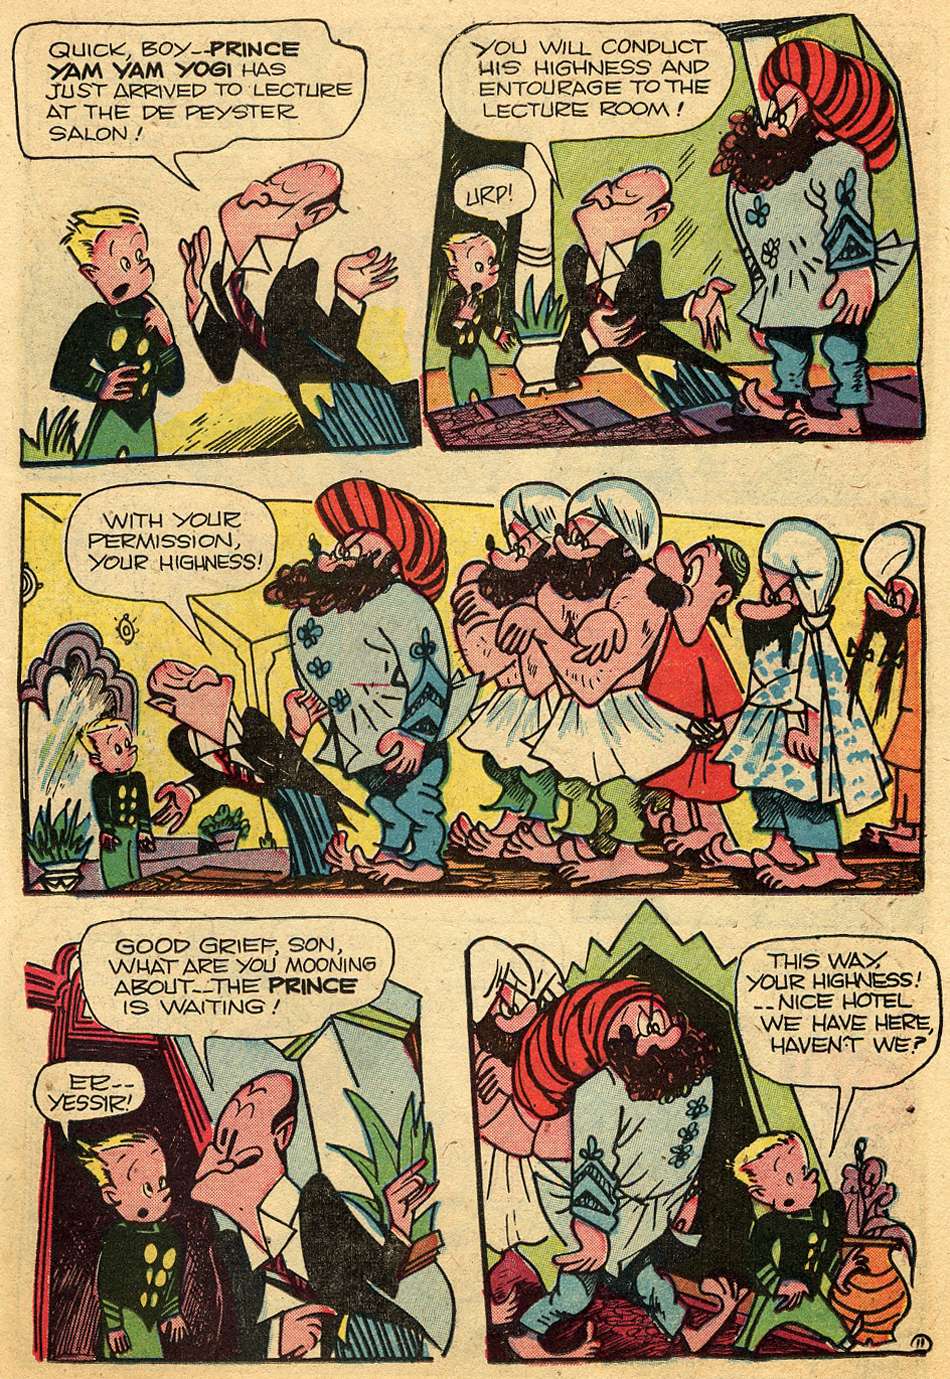 QUICK, BOY--PRINCE
YAM YAM YOGI HAS
JUST ARRIVED TO LECTURE
AT THE DE PEYSTER
SALON!
YOU WILL CONDUCT
HIS HIGHNESS AND
ENTOURAGE TO THE
LECTURE ROOM!
URP!
WITH YOUR
PERMISSION,
YOUR HIGHNESS!
GOOD GRIEF, SON,
WHAT ARE YOU MOONING
ABOUT--THE PRINCE
IS WAITING!
ER--
YESSIR!
THIS WAY,
YOUR HIGHNESS!
--NICE HOTEL
WE HAVE HERE,
HAVEN'T WE?
11